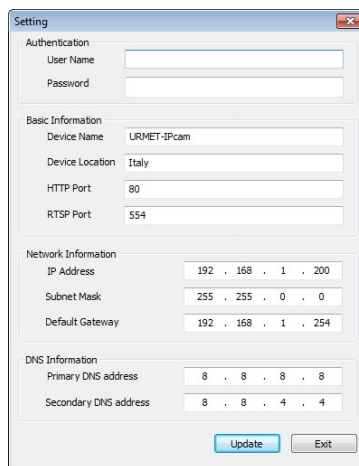 Setting
Authentication
User Name
Password
Basic Information
Device Name URMET-IPcam
Device Location Italy
HTTP Port 80
RTSP Port 554
Network Information
IP Address 192 . 168 . 1 . 200
Subnet Mask 255 . 255 . 0 . 0
Default Gateway 192 . 168 . 1 . 254
DNS Information
Primary DNS address 8 . 8 . 8 . 8
Secondary DNS address 8 . 8 . 4 . 4
Update Exit